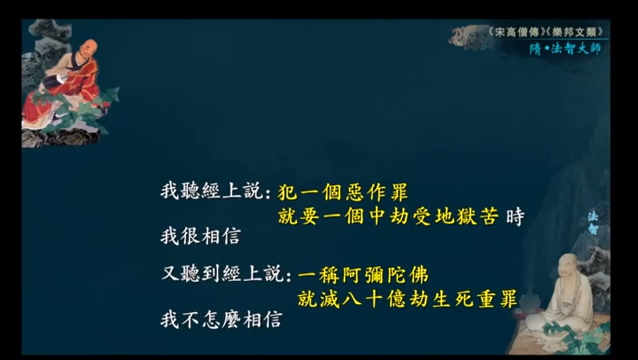 《宋高僧傳》《樂邦文類》
隋•法智大師
我聽經上說：犯一個惡作罪
就要一個中劫受地獄苦 時
我很相信
又聽到經上說：一稱阿彌陀佛
就滅八十億劫生死重罪
我不怎麼相信
法智